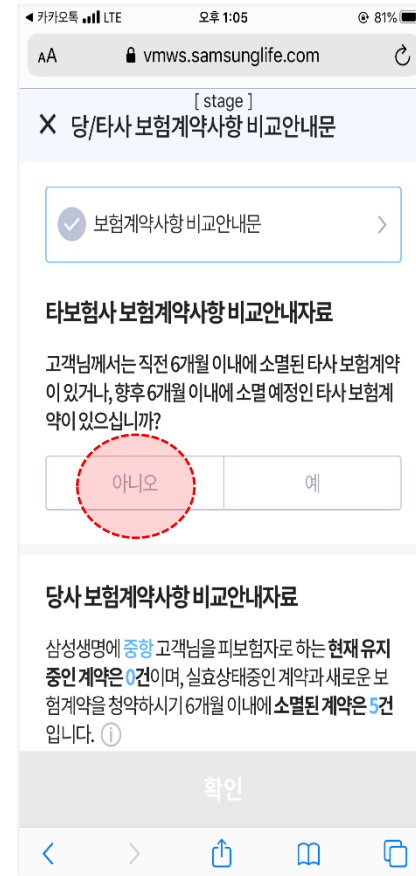 카카오톡 LTE 오후 1:05 81%
AA vmws.samsunglife.com
[ stage ]
당/타사 보험계약사항 비교안내문
보험계약사항 비교안내문
타보험사 보험계약사항 비교안내자료
고객님께서는 직전 6개월 이내에 소멸된 타사 보험계약
이 있거나, 향후 6개월 이내에 소멸 예정인 타사 보험계
약이 있으십니까?
아니오 예
당사 보험계약사항 비교안내자료
삼성생명에 중항 고객님을 피보험자로 하는 현재 유지
중인 계약은 0건이며, 실효상태중인 계약과 새로운 보
험계약을 청약하시기 6개월 이내에 소멸된 계약은 5건
입니다.
확인